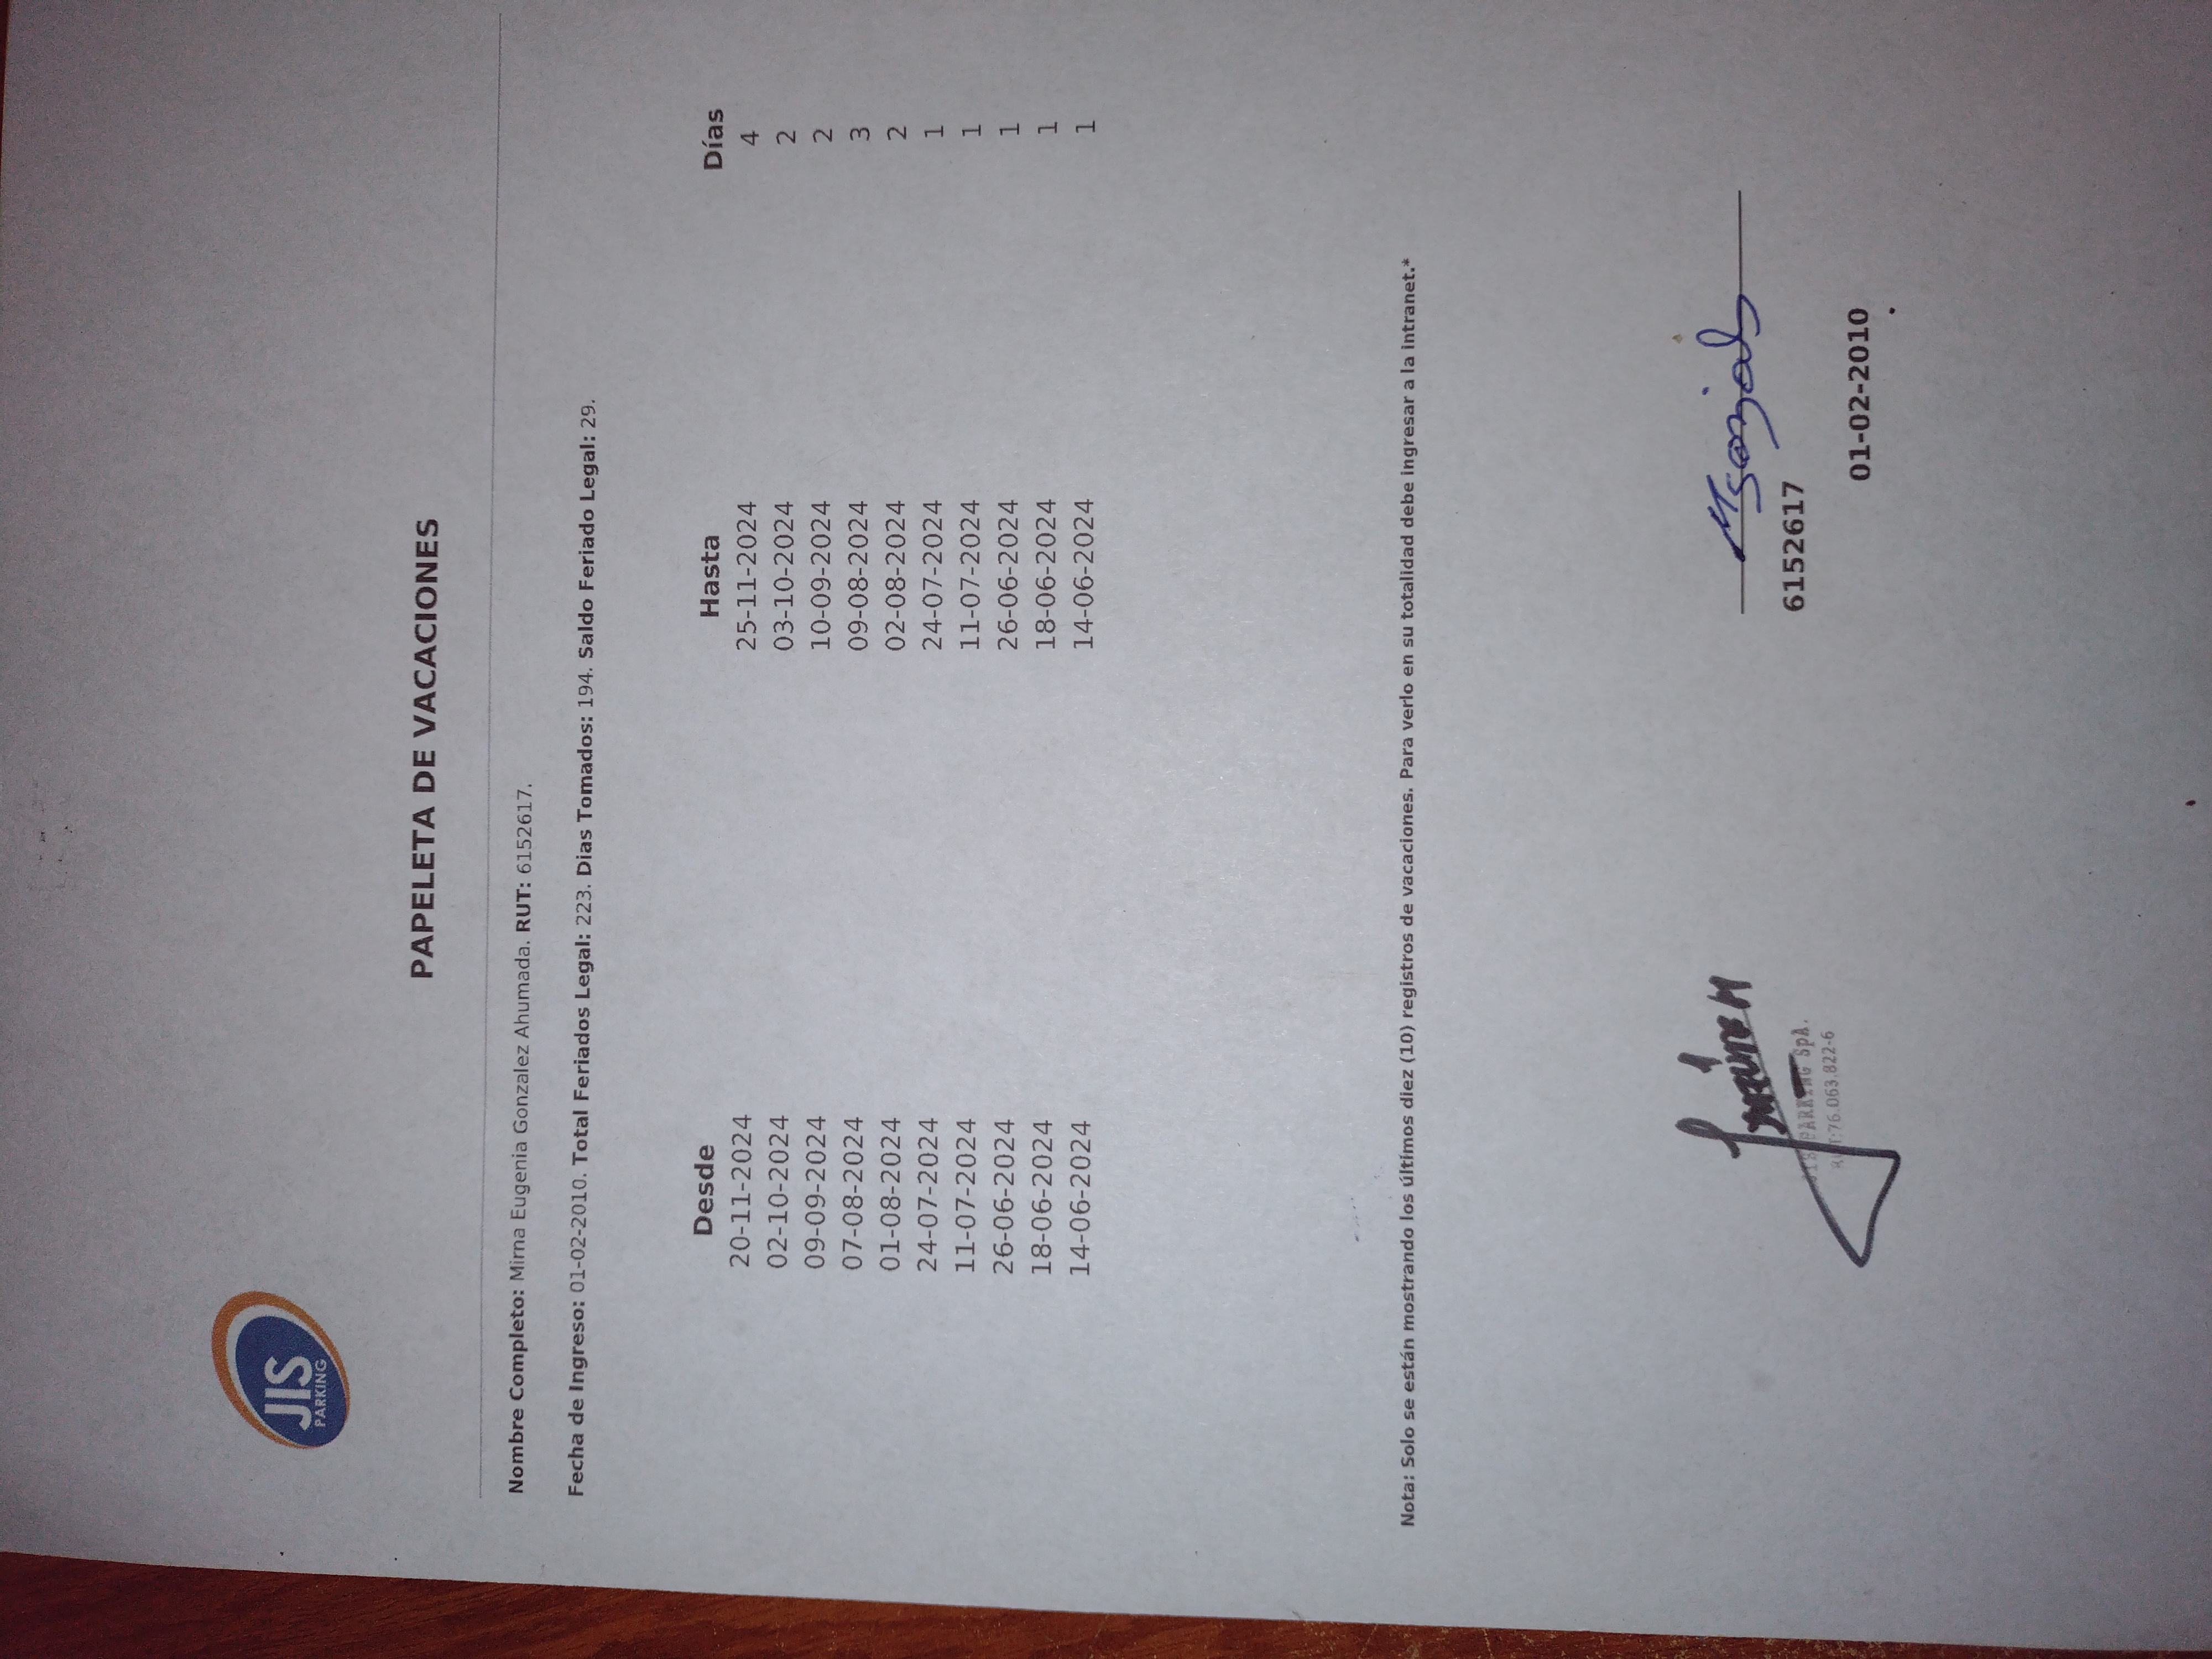 JIS
PARKING
PAPELETA DE VACACIONES
Nombre Completo: Mirna Eugenia Gonzalez Ahumada. RUT: 6152617.
Fecha de Ingreso: 01-02-2010. Total Feriados Legal: 223. Dias Tomados: 194. Saldo Feriado Legal: 29.
Desde Hasta Días
20-11-2024 25-11-2024 4
02-10-2024 03-10-2024 2
09-09-2024 10-09-2024 2
07-08-2024 09-08-2024 3
01-08-2024 02-08-2024 2
24-07-2024 24-07-2024 1
11-07-2024 11-07-2024 1
26-06-2024 26-06-2024 1
18-06-2024 18-06-2024 1
14-06-2024 14-06-2024 1
Nota: Solo se están mostrando los últimos diez (10) registros de vacaciones. Para verlo en su totalidad debe ingresar a la intranet.*
JIS PARKING SpA.
RUT:76.063.822-6
6152617
01-02-2010